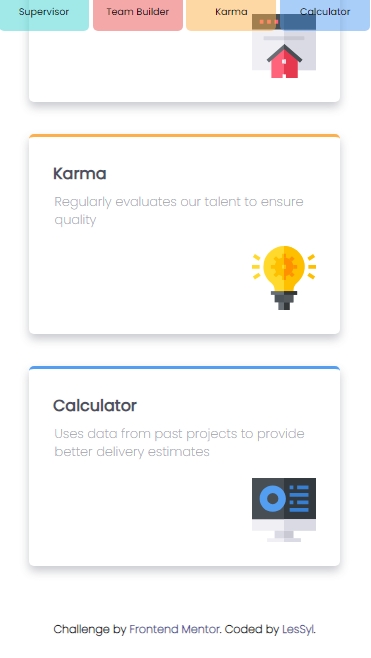 Supervisor Team Builder Karma Calculator
Karma
Regularly evaluates our talent to ensure
quality
Calculator
Uses data from past projects to provide
better delivery estimates
Challenge by Frontend Mentor. Coded by LesSyl.